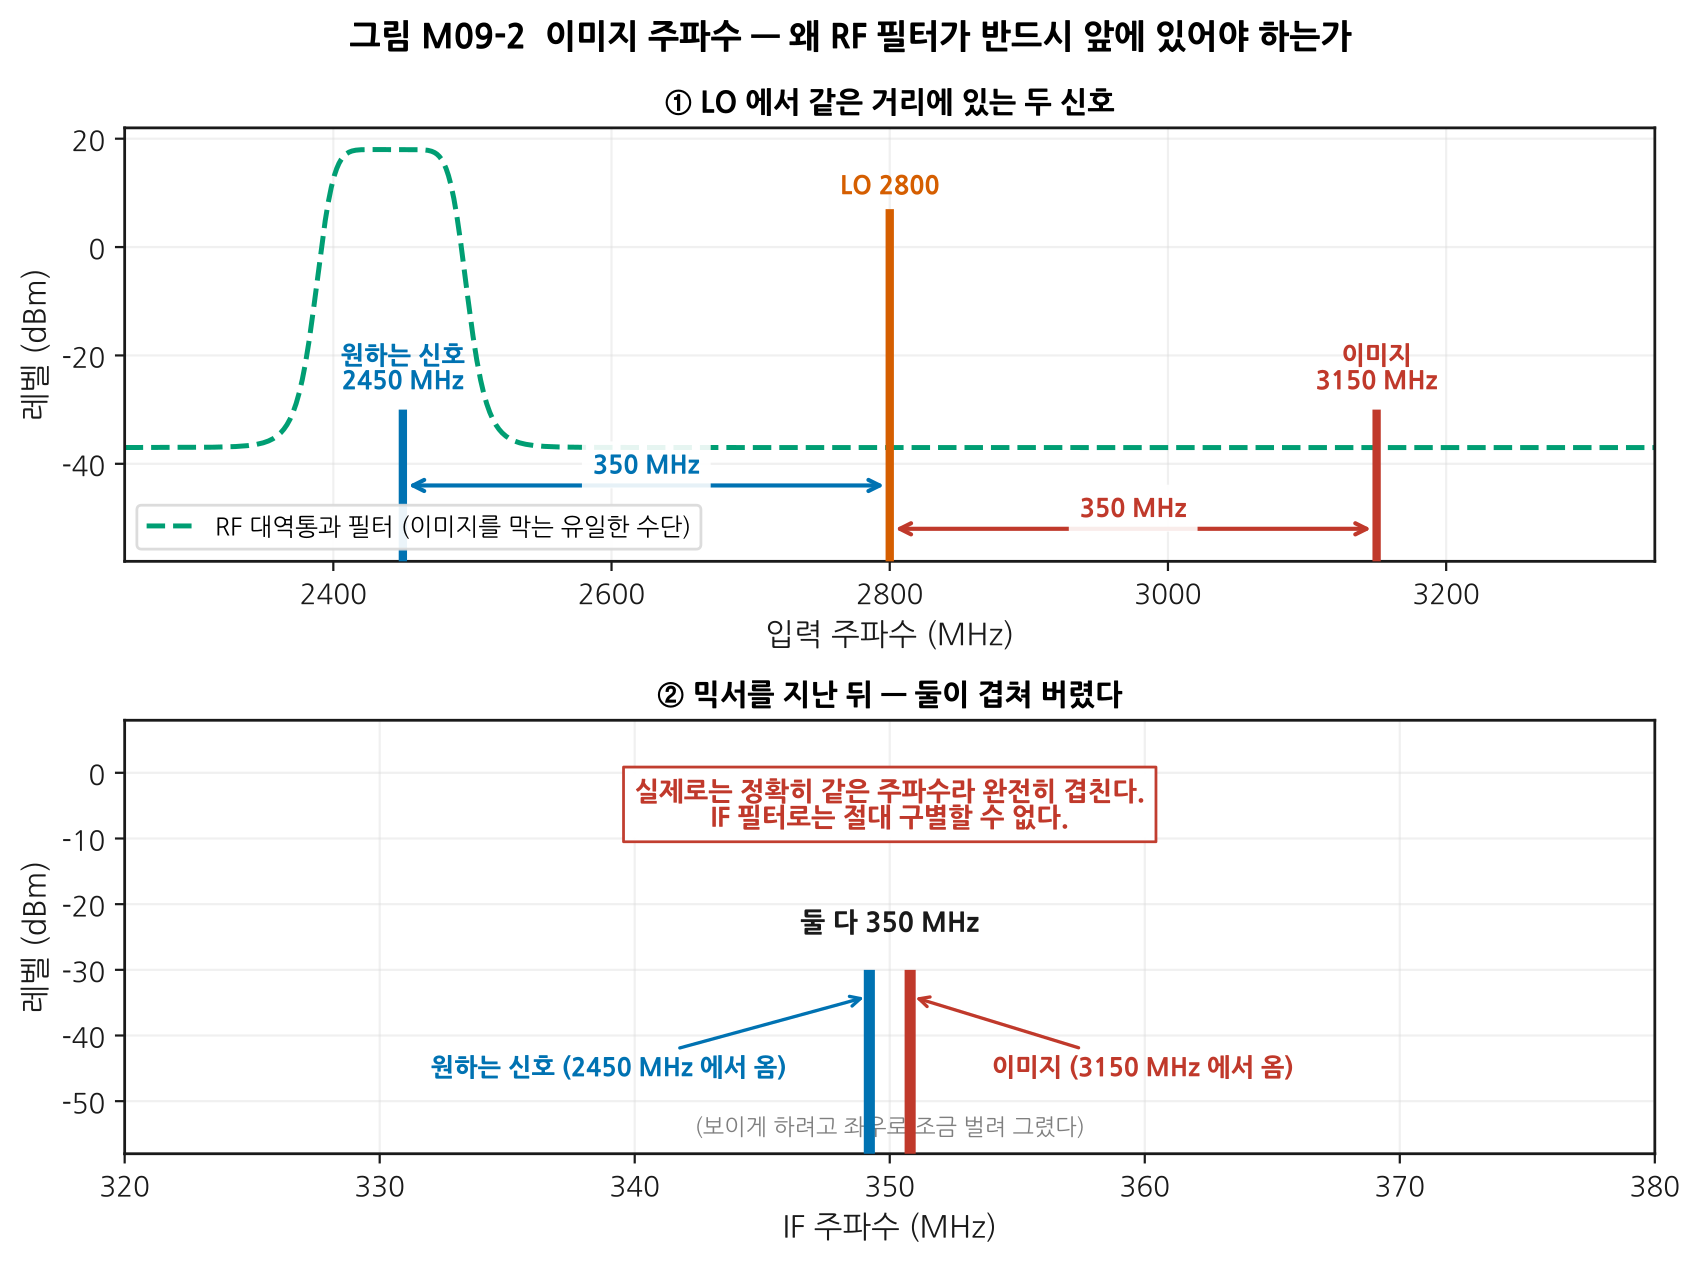 그림 M09-2 이미지 주파수 — 왜 RF 필터가 반드시 앞에 있어야 하는가
① LO 에서 같은 거리에 있는 두 신호
20
0
-20
-40
레벨 (dBm)
LO 2800
원하는 신호
2450 MHz
이미지
3150 MHz
350 MHz
350 MHz
RF 대역통과 필터 (이미지를 막는 유일한 수단)
2400
2600
2800
3000
3200
입력 주파수 (MHz)
② 믹서를 지난 뒤 — 둘이 겹쳐 버렸다
0
-10
-20
-30
-40
-50
레벨 (dBm)
실제로는 정확히 같은 주파수라 완전히 겹친다.
IF 필터로는 절대 구별할 수 없다.
둘 다 350 MHz
원하는 신호 (2450 MHz 에서 옴)
이미지 (3150 MHz 에서 옴)
(보이게 하려고 좌우로 조금 벌려 그렸다)
320
330
340
350
360
370
380
IF 주파수 (MHz)